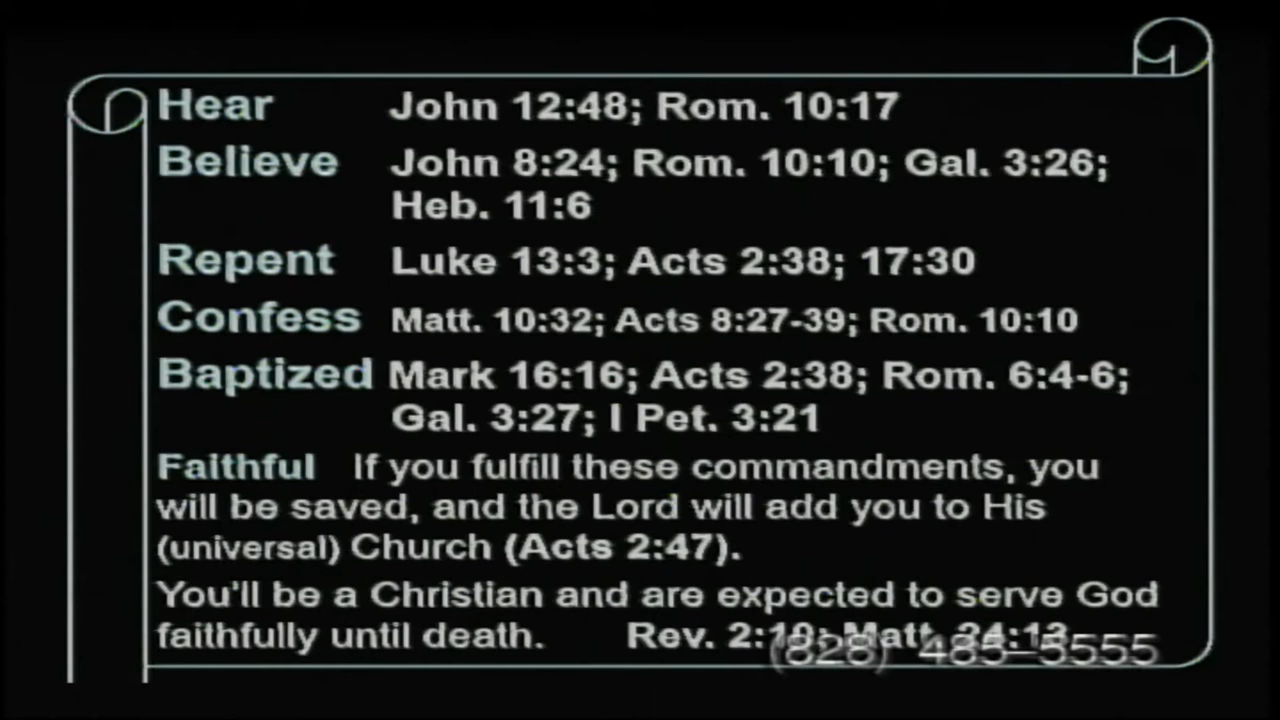 Hear John 12:48; Rom. 10:17
Believe John 8:24; Rom. 10:10; Gal. 3:26;
Heb. 11:6
Repent Luke 13:3; Acts 2:38; 17:30
Confess Matt. 10:32; Acts 8:27-39; Rom. 10:10
Baptized Mark 16:16; Acts 2:38; Rom. 6:4-6;
Gal. 3:27; I Pet. 3:21
Faithful If you fulfill these commandments, you
will be saved, and the Lord will add you to His
(universal) Church (Acts 2:47).
You'll be a Christian and are expected to serve God
faithfully until death. Rev. 2:10; Matt. 24:13
(828) 485-5555